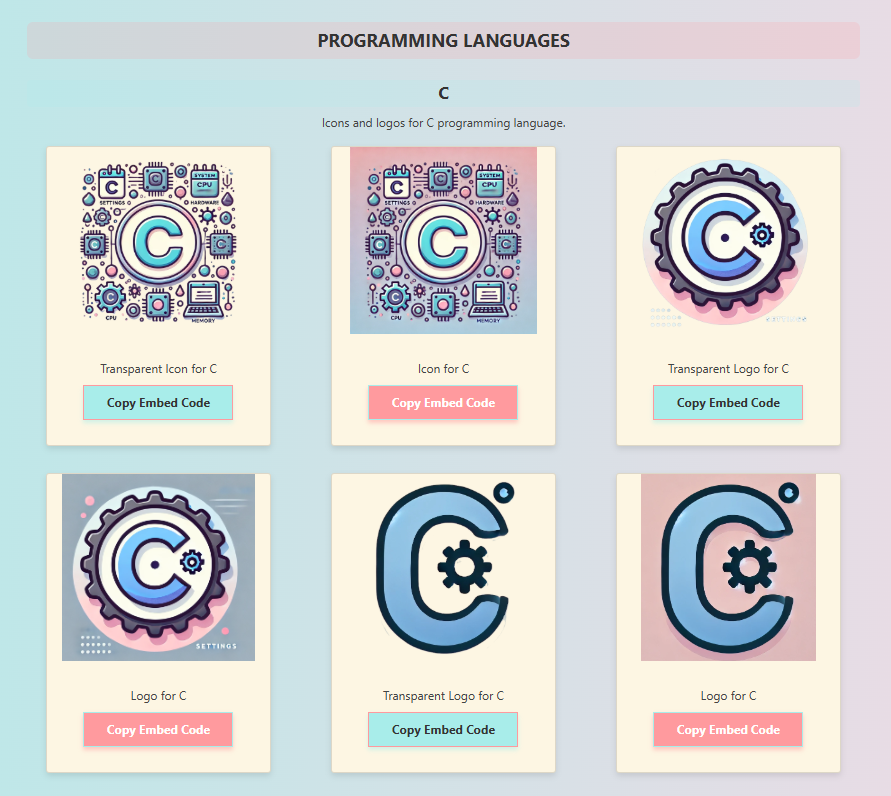 PROGRAMMING LANGUAGES
C
Icons and logos for C programming language.
C
C
SYSTEM
CPU
SETTINGS
HARDWARE
C
C
C
C
CPU
MEMORY
C
C
SYSTEM
CPU
SETTINGS
HARDWARE
C
C
C
C
CPU
MEMORY
C
Transparent Icon for C
Icon for C
Transparent Logo for C
Copy Embed Code
Copy Embed Code
Copy Embed Code
C
SETTINGS
C
C
Logo for C
Transparent Logo for C
Logo for C
Copy Embed Code
Copy Embed Code
Copy Embed Code